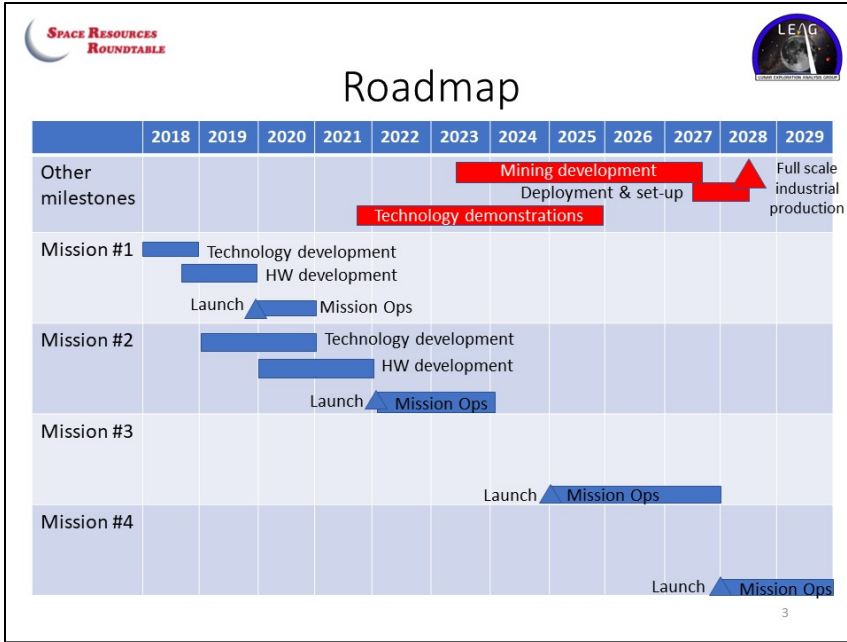 SPACE RESOURCES
ROUNDTABLE
LEAG
LUNAR EXPLORATION ANALYSIS GROUP
Roadmap
2018 2019 2020 2021 2022 2023 2024 2025 2026 2027 2028 2029
Other
milestones
Mining development
Deployment & set-up
Technology demonstrations
Full scale
industrial
production
Mission #1
Technology development
HW development
Launch
Mission Ops
Mission #2
Technology development
HW development
Launch
Mission Ops
Mission #3
Launch
Mission Ops
Mission #4
Launch
Mission Ops
3